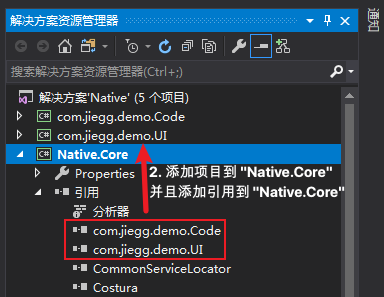 解决方案资源管理器
搜索解决方案资源管理器(Ctrl+;)
解决方案'Native' (5 个项目)
com.jiegg.demo.Code
com.jiegg.demo.UI
Native.Core
Properties
2. 添加项目到 "Native.Core"
引用
并且添加引用到 "Native.Core"
分析器
com.jiegg.demo.Code
com.jiegg.demo.UI
CommonServiceLocator
Costura
通知